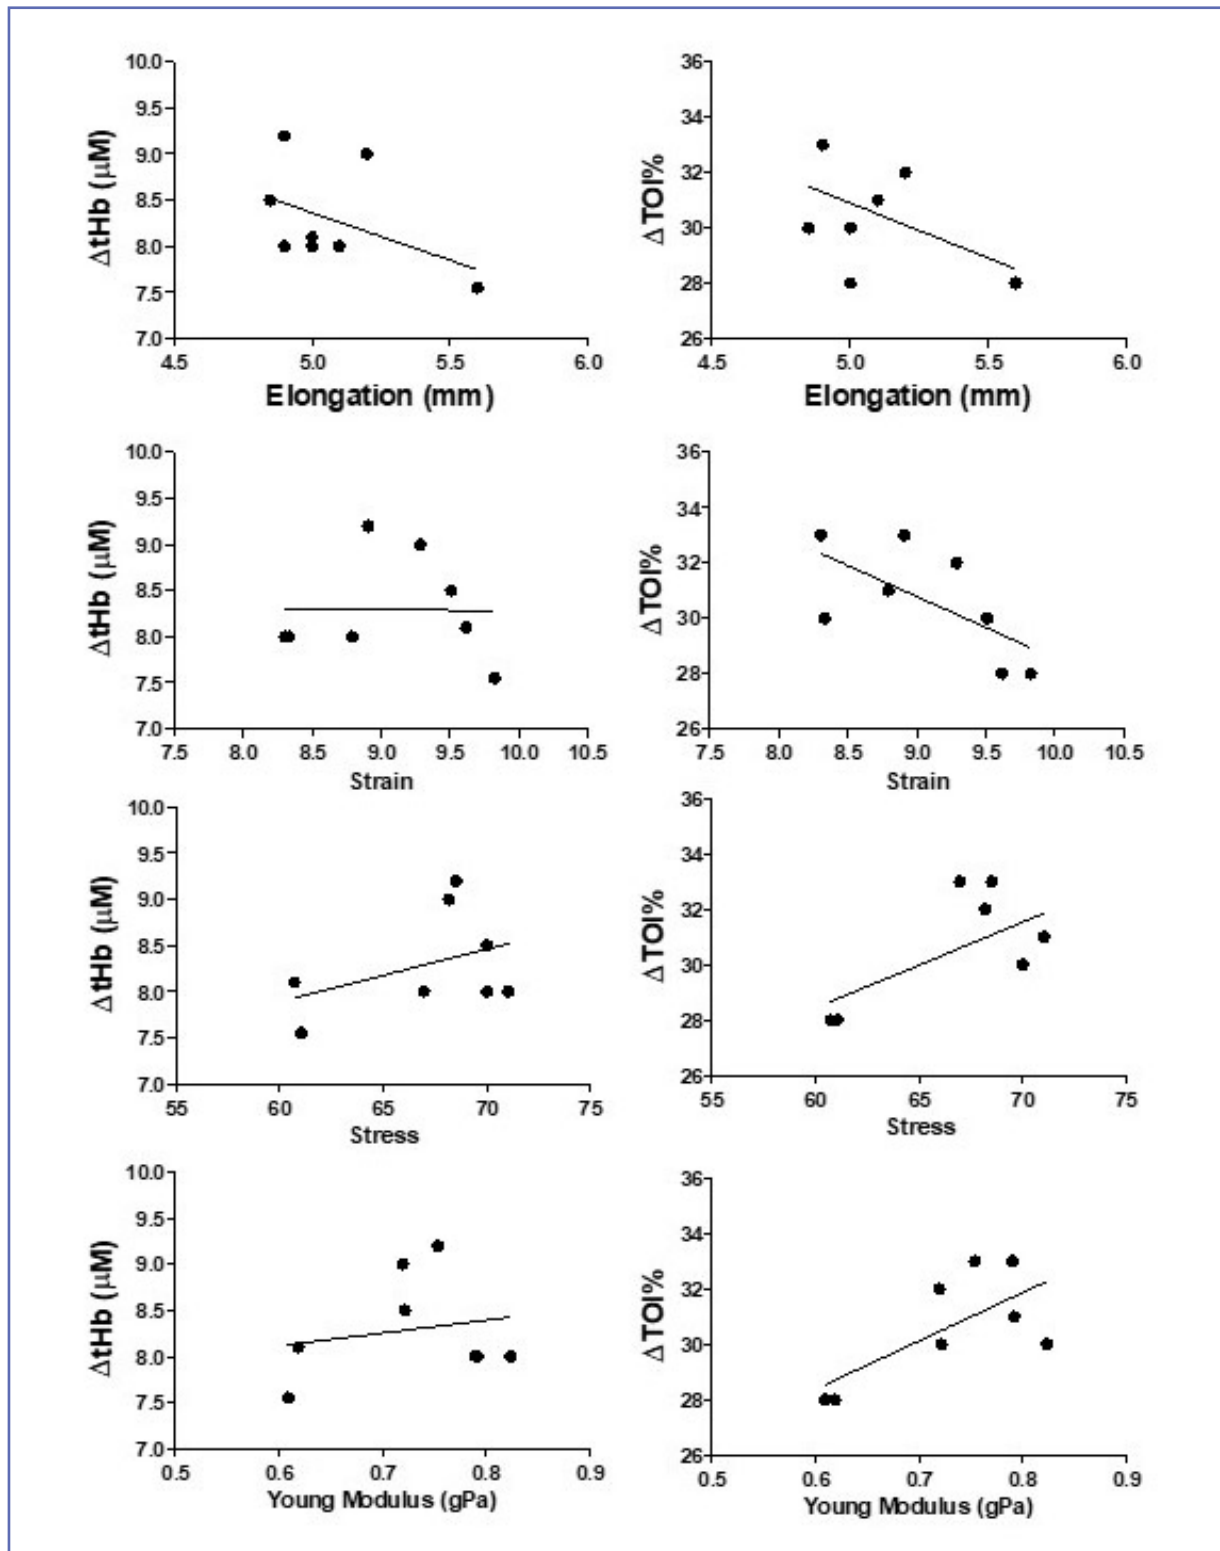 10.0
9.5
9.0
8.5
8.0
7.5
7.0
ΔtHb (μM)
4.5 5.0 5.5 6.0
Elongation (mm)
36
34
32
30
28
26
ΔTOI%
4.5 5.0 5.5 6.0
Elongation (mm)
10.0
9.5
9.0
8.5
8.0
7.5
7.0
ΔtHb (μM)
7.5 8.0 8.5 9.0 9.5 10.0 10.5
Strain
36
34
32
30
28
26
ΔTOI%
7.5 8.0 8.5 9.0 9.5 10.0 10.5
Strain
10.0
9.5
9.0
8.5
8.0
7.5
7.0
ΔtHb (μM)
55 60 65 70 75
Stress
36
34
32
30
28
26
ΔTOI%
55 60 65 70 75
Stress
10.0
9.5
9.0
8.5
8.0
7.5
7.0
ΔtHb (μM)
0.5 0.6 0.7 0.8 0.9
Young Modulus (gPa)
36
34
32
30
28
26
ΔTOI%
0.5 0.6 0.7 0.8 0.9
Young Modulus (gPa)